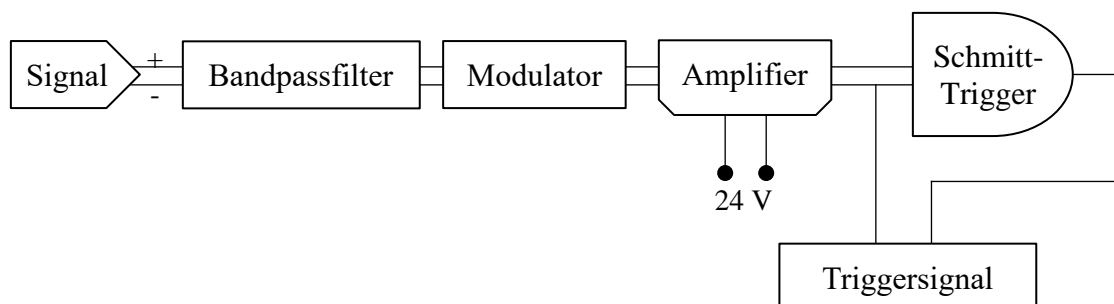 Signal
+
-
Bandpassfilter
Modulator
Amplifier
24 V
Schmitt-
Trigger
Triggersignal